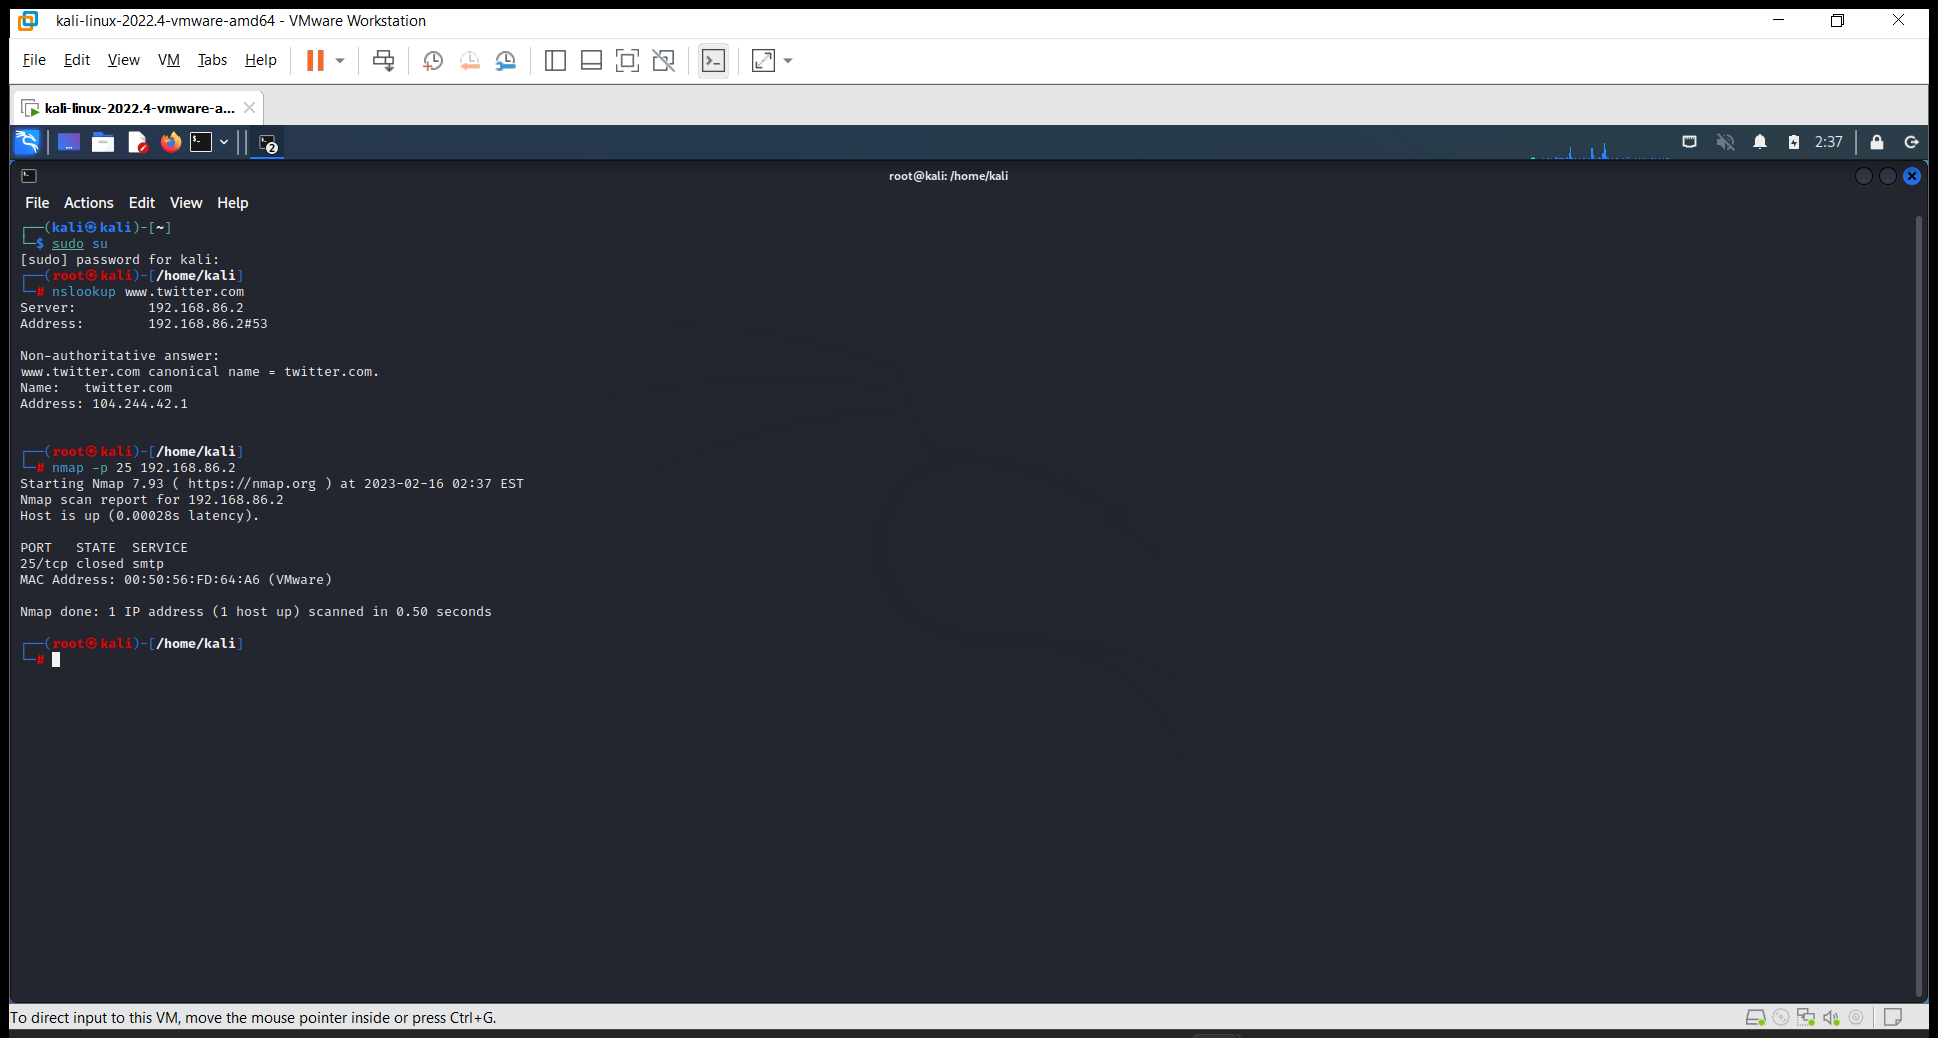 kali-linux-2022.4-vmware-amd64 - VMware Workstation
File Edit View VM Tabs Help
kali-linux-2022.4-vmware-a...
2 2:37
root@kali: /home/kali
File Actions Edit View Help
┌──(kali㉿kali)-[~]
└─$ sudo su
[sudo] password for kali:
┌──(root㉿kali)-[/home/kali]
└─# nslookup www.twitter.com
Server:         192.168.86.2
Address:        192.168.86.2#53
Non-authoritative answer:
www.twitter.com canonical name = twitter.com.
Name:   twitter.com
Address: 104.244.42.1
┌──(root㉿kali)-[/home/kali]
└─# nmap -p 25 192.168.86.2
Starting Nmap 7.93 ( https://nmap.org ) at 2023-02-16 02:37 EST
Nmap scan report for 192.168.86.2
Host is up (0.00028s latency).
PORT   STATE  SERVICE
25/tcp closed smtp
MAC Address: 00:50:56:FD:64:A6 (VMware)
Nmap done: 1 IP address (1 host up) scanned in 0.50 seconds
┌──(root㉿kali)-[/home/kali]
└─#
To direct input to this VM, move the mouse pointer inside or press Ctrl+G.